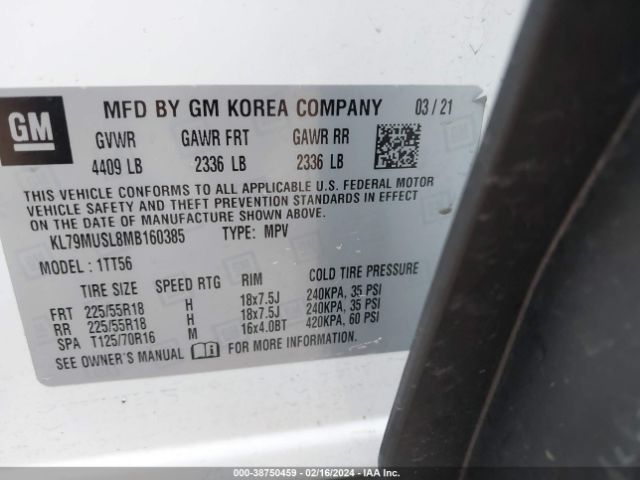 GM
MFD BY GM KOREA COMPANY 03/21
GVWR GAWR FRT GAWR RR
4409 LB 2336 LB 2336 LB
THIS VEHICLE CONFORMS TO ALL APPLICABLE U.S. FEDERAL MOTOR
VEHICLE SAFETY AND THEFT PREVENTION STANDARDS IN EFFECT ON
THE DATE OF MANUFACTURE SHOWN ABOVE.
KL79MUSL8MB160385 TYPE: MPV
MODEL: 1TT56
TIRE SIZE SPEED RTG RIM COLD TIRE PRESSURE
FRT 225/55R18 H 18x7.5J 240KPA, 35 PSI
RR 225/55R18 H 18x7.5J 240KPA, 35 PSI
SPA T125/70R16 M 16x4.0BT 420KPA, 60 PSI
SEE OWNER'S MANUAL i FOR MORE INFORMATION.
000-38750459 - 02/16/2024 - IAA Inc.